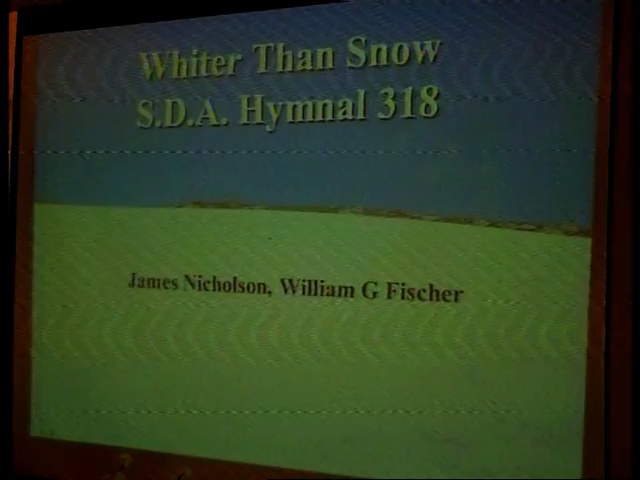 Whiter Than Snow
S.D.A. Hymnal 318
James Nicholson, William G Fischer